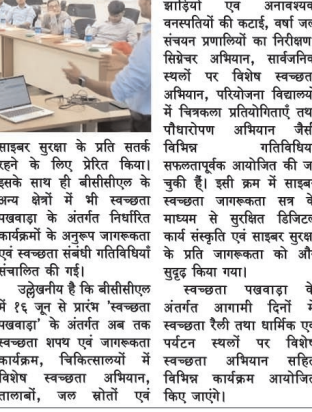 साइबर सुरक्षा के प्रति सतर्क
रहने के लिए प्रेरित किया।
इसके साथ ही बीसीसीएल के
अन्य क्षेत्रों में भी स्वच्छता
पखवाड़ा के अंतर्गत निर्धारित
कार्यक्रमों के अनुरूप जागरूकता
एवं स्वच्छता संबंधी गतिविधियाँ
संचालित की गईं।
उल्लेखनीय है कि बीसीसीएल
में १६ जून से प्रारंभ 'स्वच्छता
पखवाड़ा' के अंतर्गत अब तक
स्वच्छता शपथ एवं जागरूकता
कार्यक्रम, चिकित्सालयों में
विशेष स्वच्छता अभियान,
तालाबों, जल स्रोतों एवं
झाड़ियों एवं अनावश्यक
वनस्पतियों की कटाई, वर्षा जल
संचयन प्रणालियों का निरीक्षण,
सिग्नेचर अभियान, सार्वजनिक
स्थलों पर विशेष स्वच्छता
अभियान, परियोजना विद्यालयों
में चित्रकला प्रतियोगिताएँ तथा
पौधारोपण अभियान जैसी
विभिन्न गतिविधियाँ
सफलतापूर्वक आयोजित की जा
चुकी हैं। इसी क्रम में साइबर
स्वच्छता जागरूकता सत्र के
माध्यम से सुरक्षित डिजिटल
कार्य संस्कृति एवं साइबर सुरक्षा
के प्रति जागरूकता को और
सुदृढ़ किया गया।
स्वच्छता पखवाड़ा के
अंतर्गत आगामी दिनों में
स्वच्छता रैली तथा धार्मिक एवं
पर्यटन स्थलों पर विशेष
स्वच्छता अभियान सहित
विभिन्न कार्यक्रम आयोजित
किए जाएंगे।